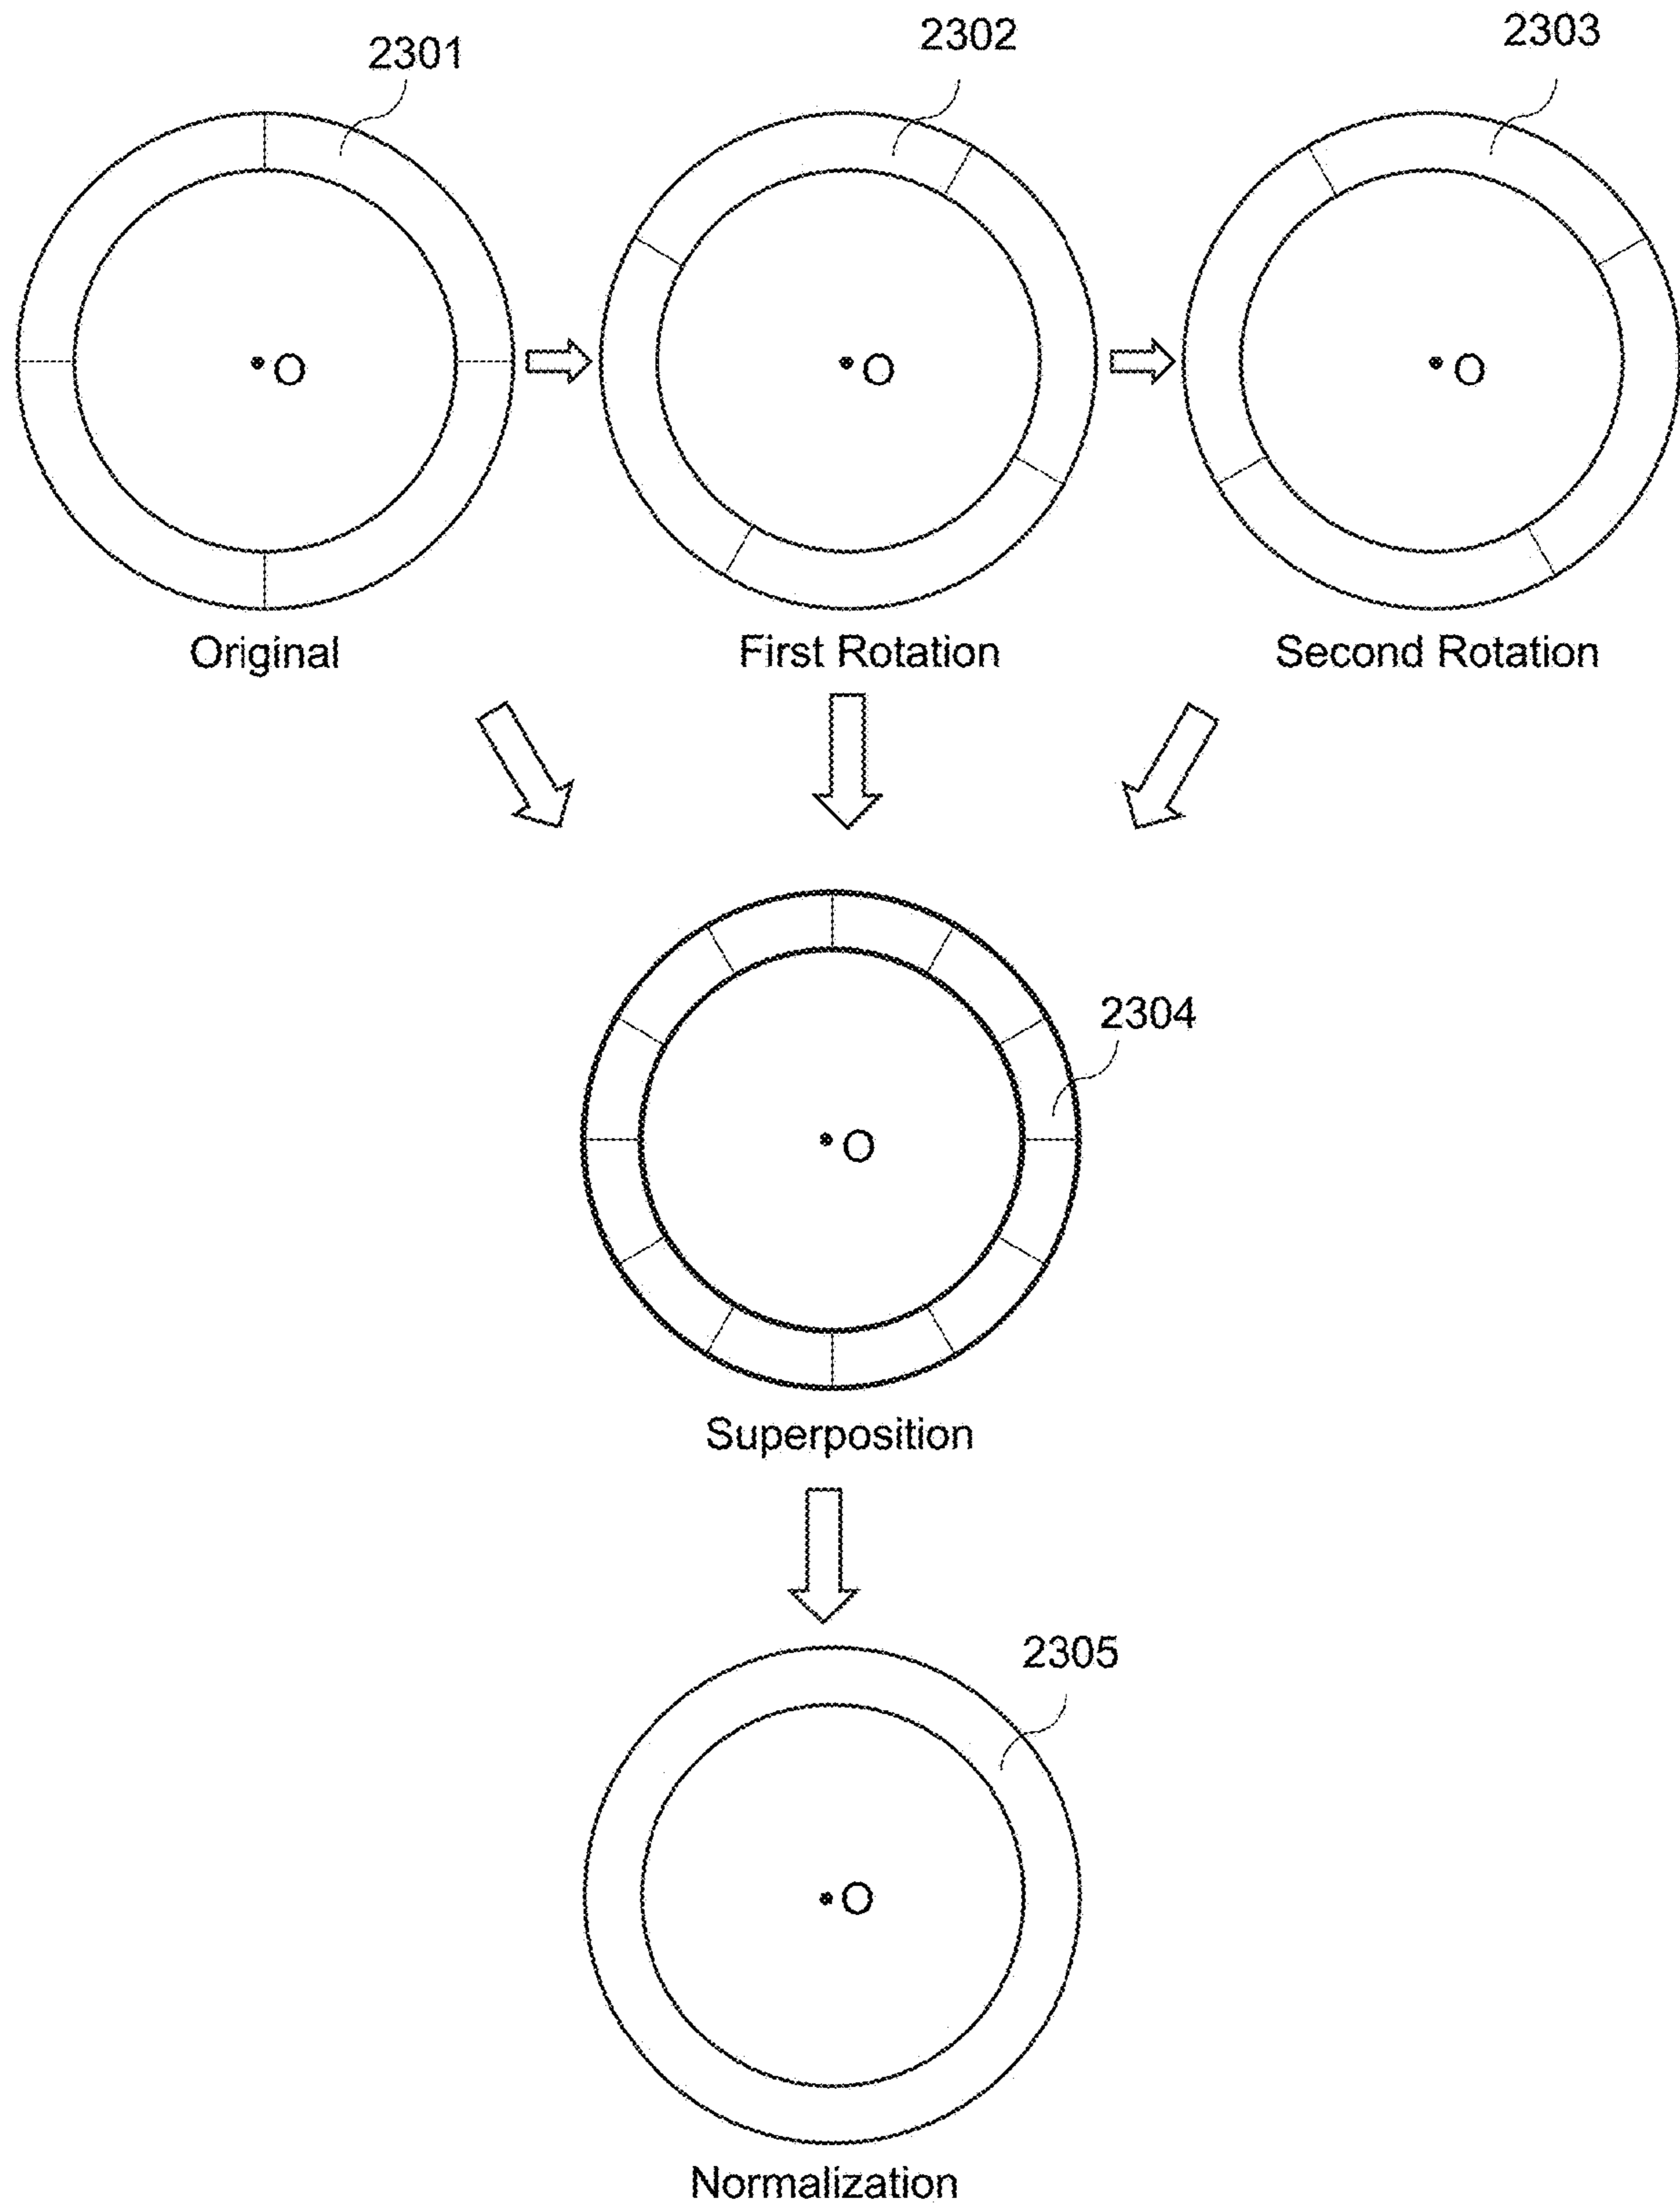 2301
2302
2303
O
O
O
Original
First Rotation
Second Rotation
2304
O
Superposition
2305
O
Normalization